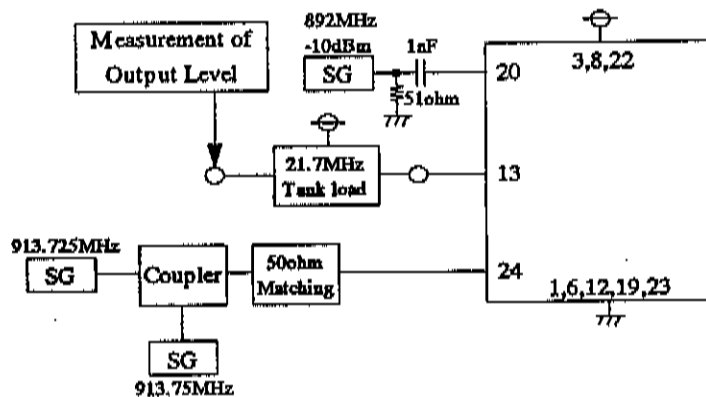 Measurement of
Output Level
892MHz
-10dBm
SG
1nF
51ohm
20
3,8,22
21.7MHz
Tank load
13
913.725MHz
SG
Coupler
50ohm
Matching
24
1,6,12,19,23
SG
913.75MHz